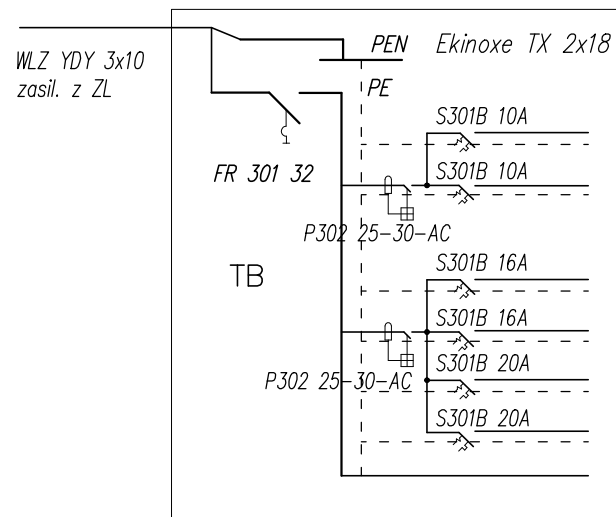 WLZ YDY 3x10
zasil. z ZL
PEN
Ekinoxe TX 2x18
PE
FR 301 32
S301B 10A
S301B 10A
P302 25-30-AC
TB
S301B 16A
S301B 16A
P302 25-30-AC
S301B 20A
S301B 20A